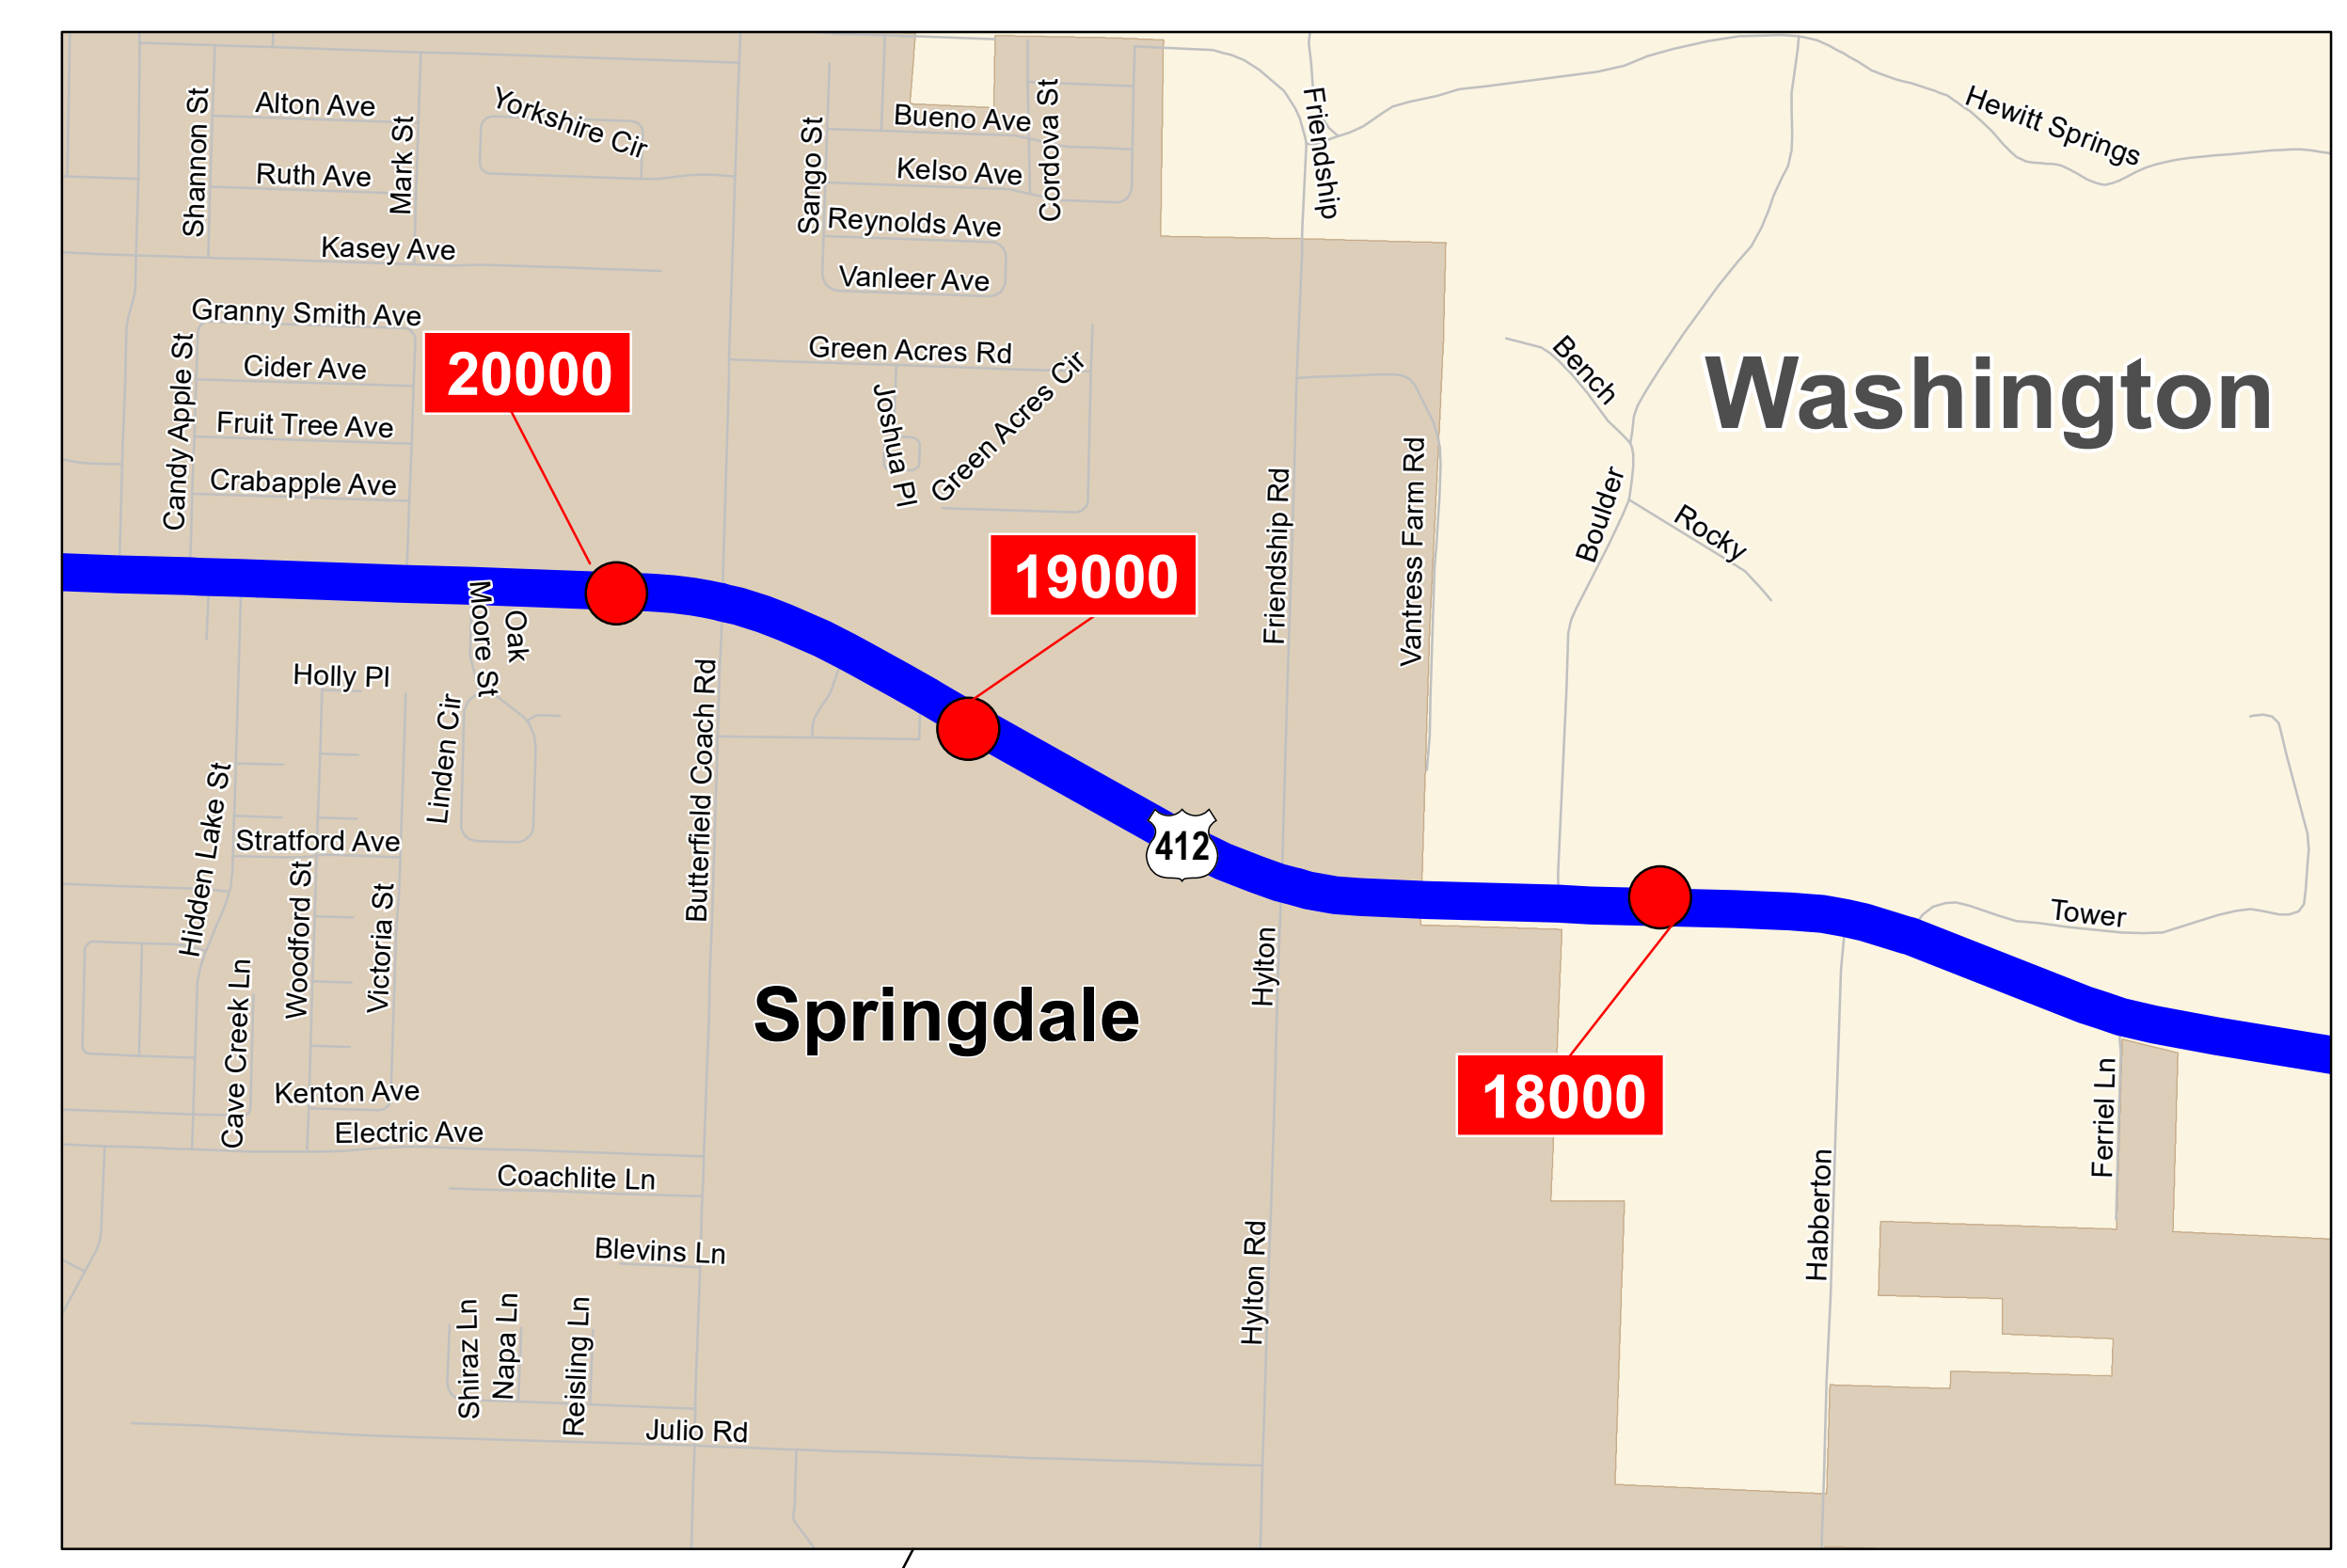 Hewitt Springs
Alton Ave
Yorkshire Cir
Shannon St
Mark St
Ruth Ave
Kasey Ave
Sango St
Bueno Ave
Cordova St
Kelso Ave
Reynolds Ave
Vanleer Ave
Friendship
Granny Smith Ave
Cider Ave
Candy Apple St
Fruit Tree Ave
Crabapple Ave
20000
Green Acres Rd
Joshua Pl
Green Acres Cir
Bench
Washington
Friendship Rd
Vantress Farm Rd
Boulder
Rocky
19000
Moore St
Oak
Holly Pl
Linden Cir
Butterfield Coach Rd
Hidden Lake St
Stratford Ave
Woodford St
Victoria St
412
Hylton
Tower
Cave Creek Ln
Springdale
18000
Kenton Ave
Electric Ave
Ferriel Ln
Coachlite Ln
Habberton
Blevins Ln
Hylton Rd
Shiraz Ln
Napa Ln
Reisling Ln
Julio Rd